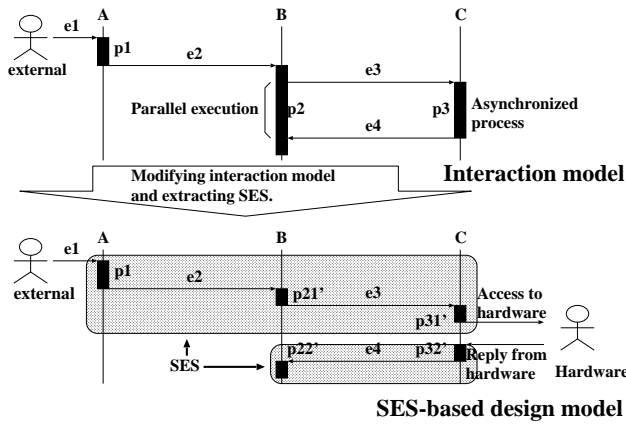 A B C
e1
p1 e2 e3
external
Parallel execution p2 p3 Asynchronized
process
e4
Modifying interaction model
and extracting SES.
Interaction model
A B C
e1
p1 e2 p21' e3
external
Access to
hardware
p31'
p22' e4 p32'
SES
Reply from
hardware
Hardware
SES-based design model